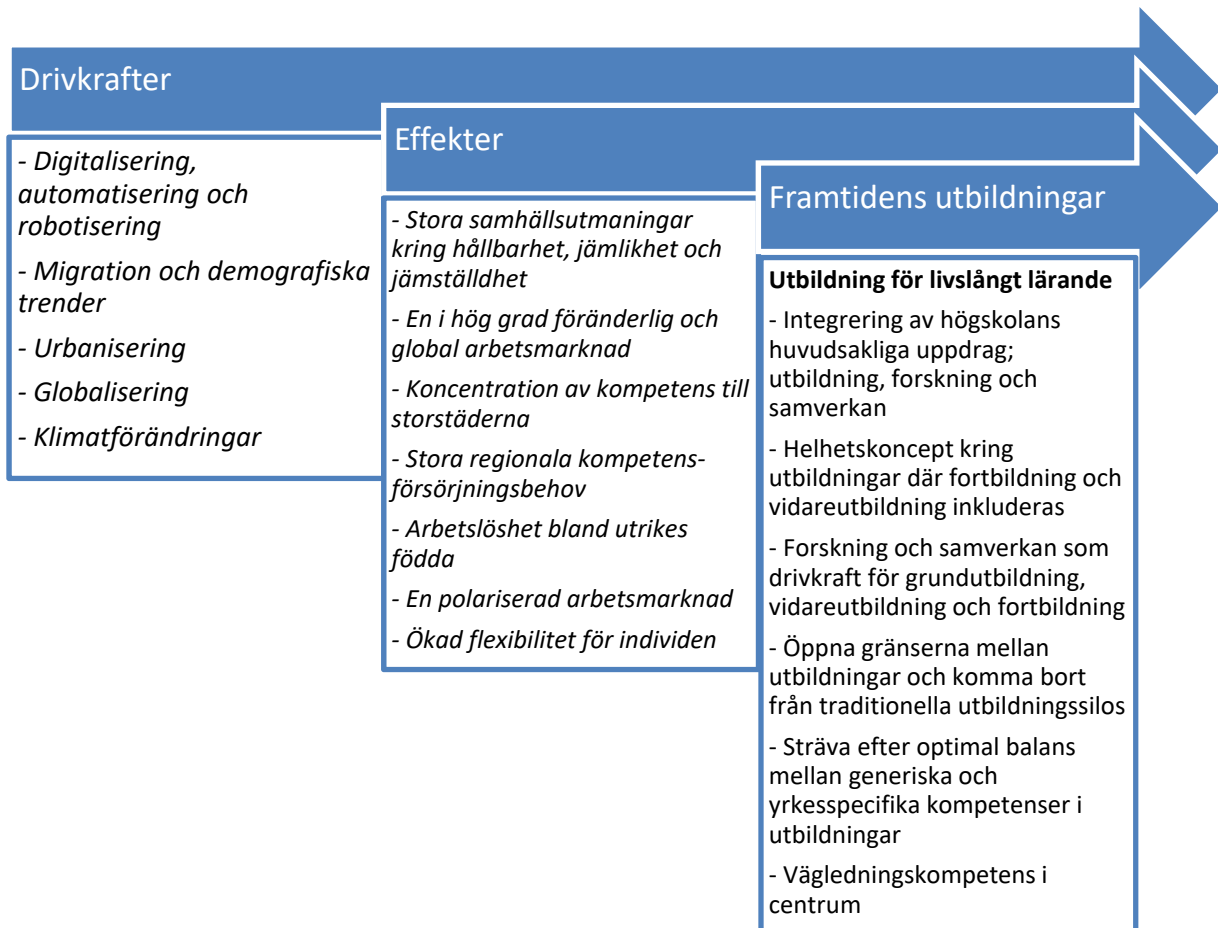 Drivkrafter
- Digitalisering,
automatisering och
robotisering
- Migration och demografiska
trender
- Urbanisering
- Globalisering
- Klimatförändringar
Effekter
- Stora samhällsutmaningar
kring hållbarhet, jämlikhet och
jämställdhet
- En i hög grad föränderlig och
global arbetsmarknad
- Koncentration av kompetens till
storstäderna
- Stora regionala kompetens-
försörjningsbehov
- Arbetslöshet bland utrikes
födda
- En polariserad arbetsmarknad
- Ökad flexibilitet för individen
Framtidens utbildningar
Utbildning för livslångt lärande
- Integrering av högskolans
huvudsakliga uppdrag;
utbildning, forskning och
samverkan
- Helhetskoncept kring
utbildningar där fortbildning och
vidareutbildning inkluderas
- Forskning och samverkan som
drivkraft för grundutbildning,
vidareutbildning och fortbildning
- Öppna gränserna mellan
utbildningar och komma bort
från traditionella utbildningssilos
- Sträva efter optimal balans
mellan generiska och
yrkesspecifika kompetenser i
utbildningar
- Vägledningskompetens i
centrum